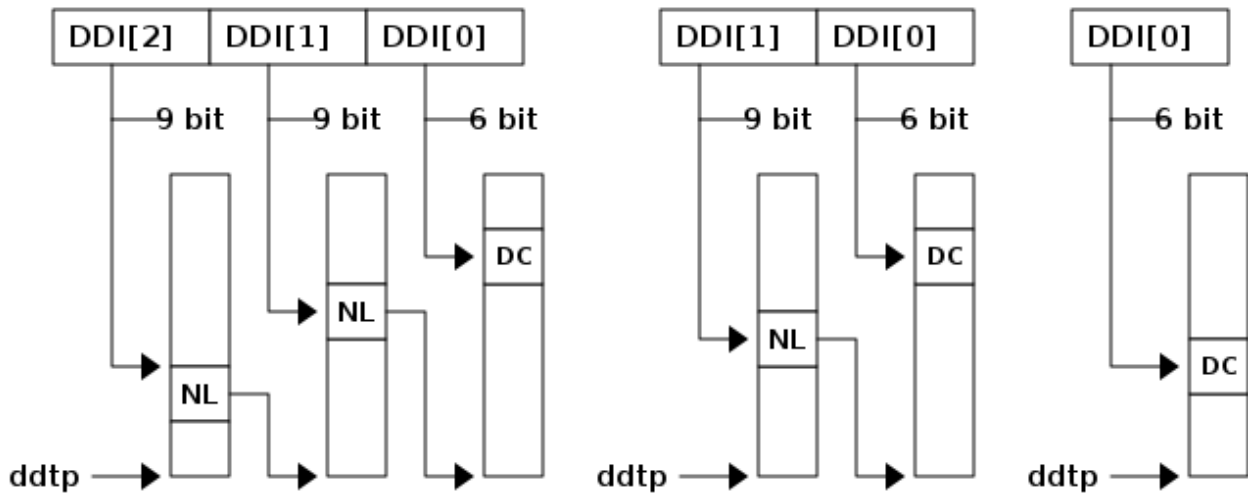 DDI[2] DDI[1] DDI[0] DDI[1] DDI[0] DDI[0]
9 bit 9 bit 6 bit 9 bit 6 bit 6 bit
DC DC
NL NL DC
NL
ddtp ddtp ddtp